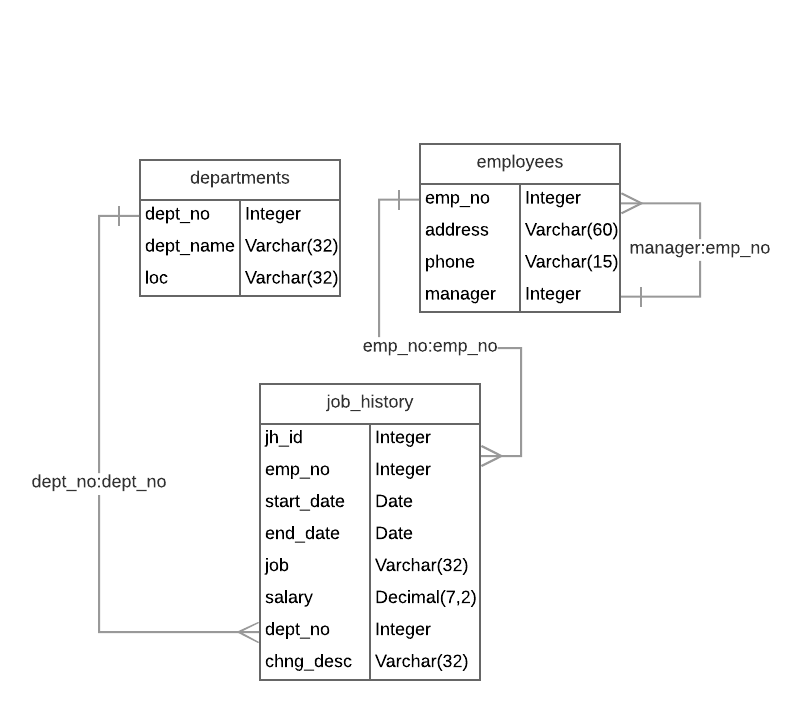 departments
dept_no Integer
dept_name Varchar(32)
loc Varchar(32)
employees
emp_no Integer
address Varchar(60)
phone Varchar(15)
manager Integer
manager:emp_no
emp_no:emp_no
job_history
jh_id Integer
emp_no Integer
start_date Date
end_date Date
job Varchar(32)
salary Decimal(7,2)
dept_no Integer
chng_desc Varchar(32)
dept_no:dept_no